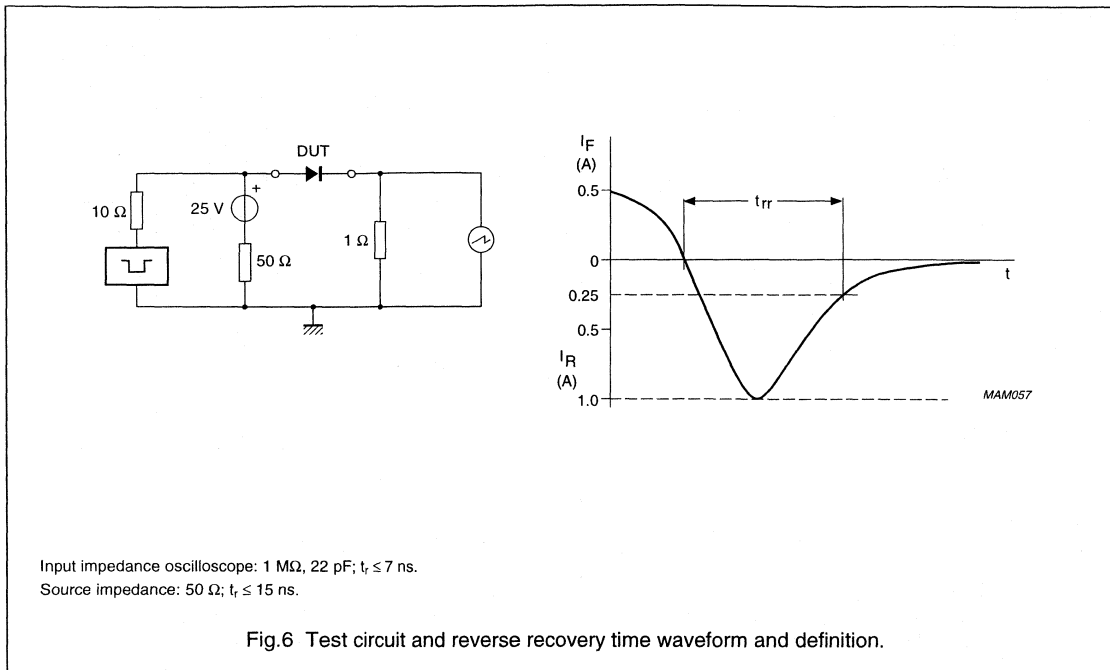 DUT
+
10 Ω
25 V
50 Ω
1 Ω
I_F
(A)
0.5
t_rr
0
t
0.25
0.5
I_R
(A)
1.0
MAM057
Input impedance oscilloscope: 1 MΩ, 22 pF; t_r ≤ 7 ns.
Source impedance: 50 Ω; t_r ≤ 15 ns.
Fig.6 Test circuit and reverse recovery time waveform and definition.